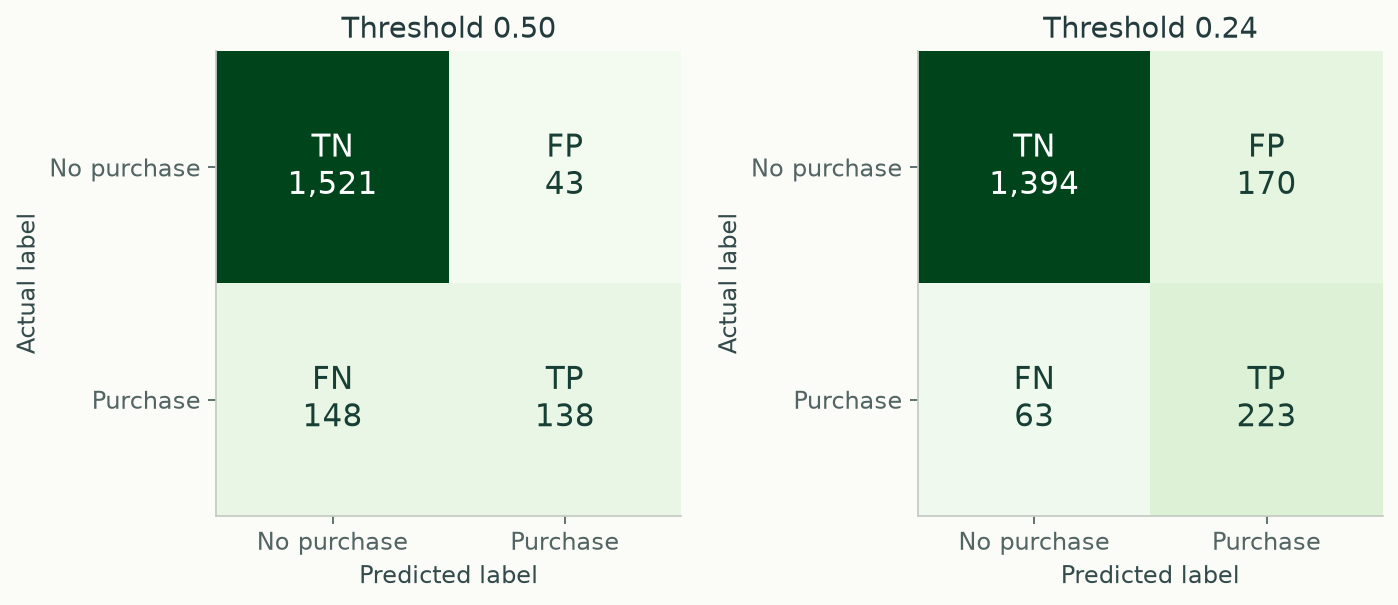 Threshold 0.50
Actual label
No purchase
Purchase
TN
1,521
FP
43
FN
148
TP
138
No purchase
Purchase
Predicted label
Threshold 0.24
Actual label
No purchase
Purchase
TN
1,394
FP
170
FN
63
TP
223
No purchase
Purchase
Predicted label